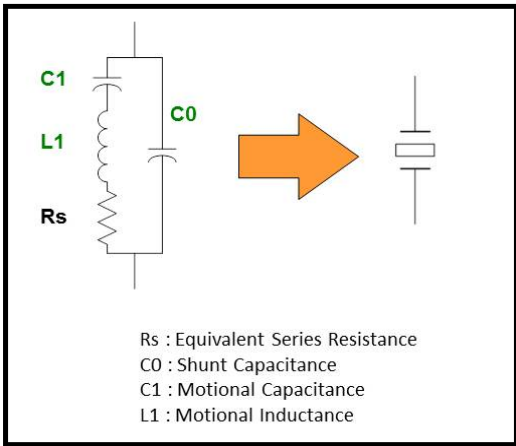 C1
C0
L1
Rs
Rs : Equivalent Series Resistance
C0 : Shunt Capacitance
C1 : Motional Capacitance
L1 : Motional Inductance